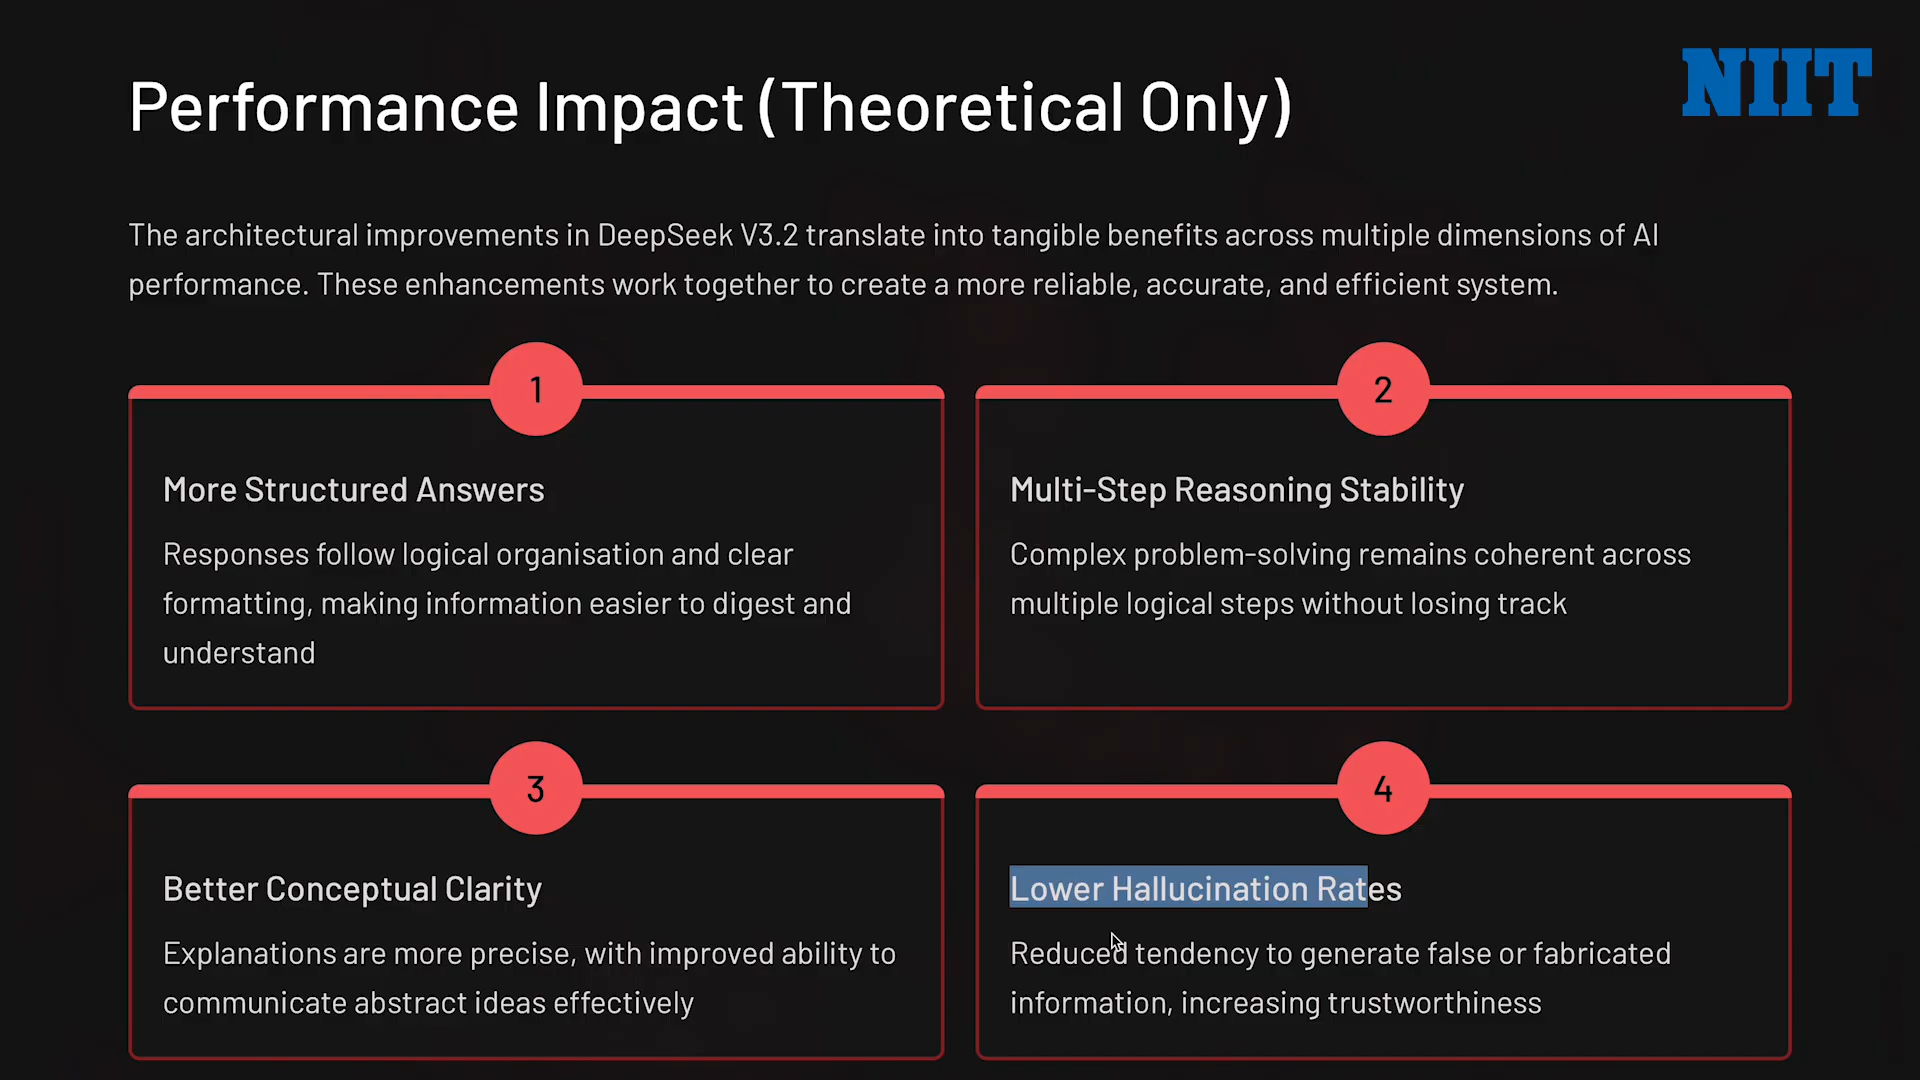 NIIT
Performance Impact (Theoretical Only)
The architectural improvements in DeepSeek V3.2 translate into tangible benefits across multiple dimensions of AI
performance. These enhancements work together to create a more reliable, accurate, and efficient system.
1
More Structured Answers
Responses follow logical organisation and clear
formatting, making information easier to digest and
understand
2
Multi-Step Reasoning Stability
Complex problem-solving remains coherent across
multiple logical steps without losing track
3
Better Conceptual Clarity
Explanations are more precise, with improved ability to
communicate abstract ideas effectively
4
Lower Hallucination Rates
Reduced tendency to generate false or fabricated
information, increasing trustworthiness